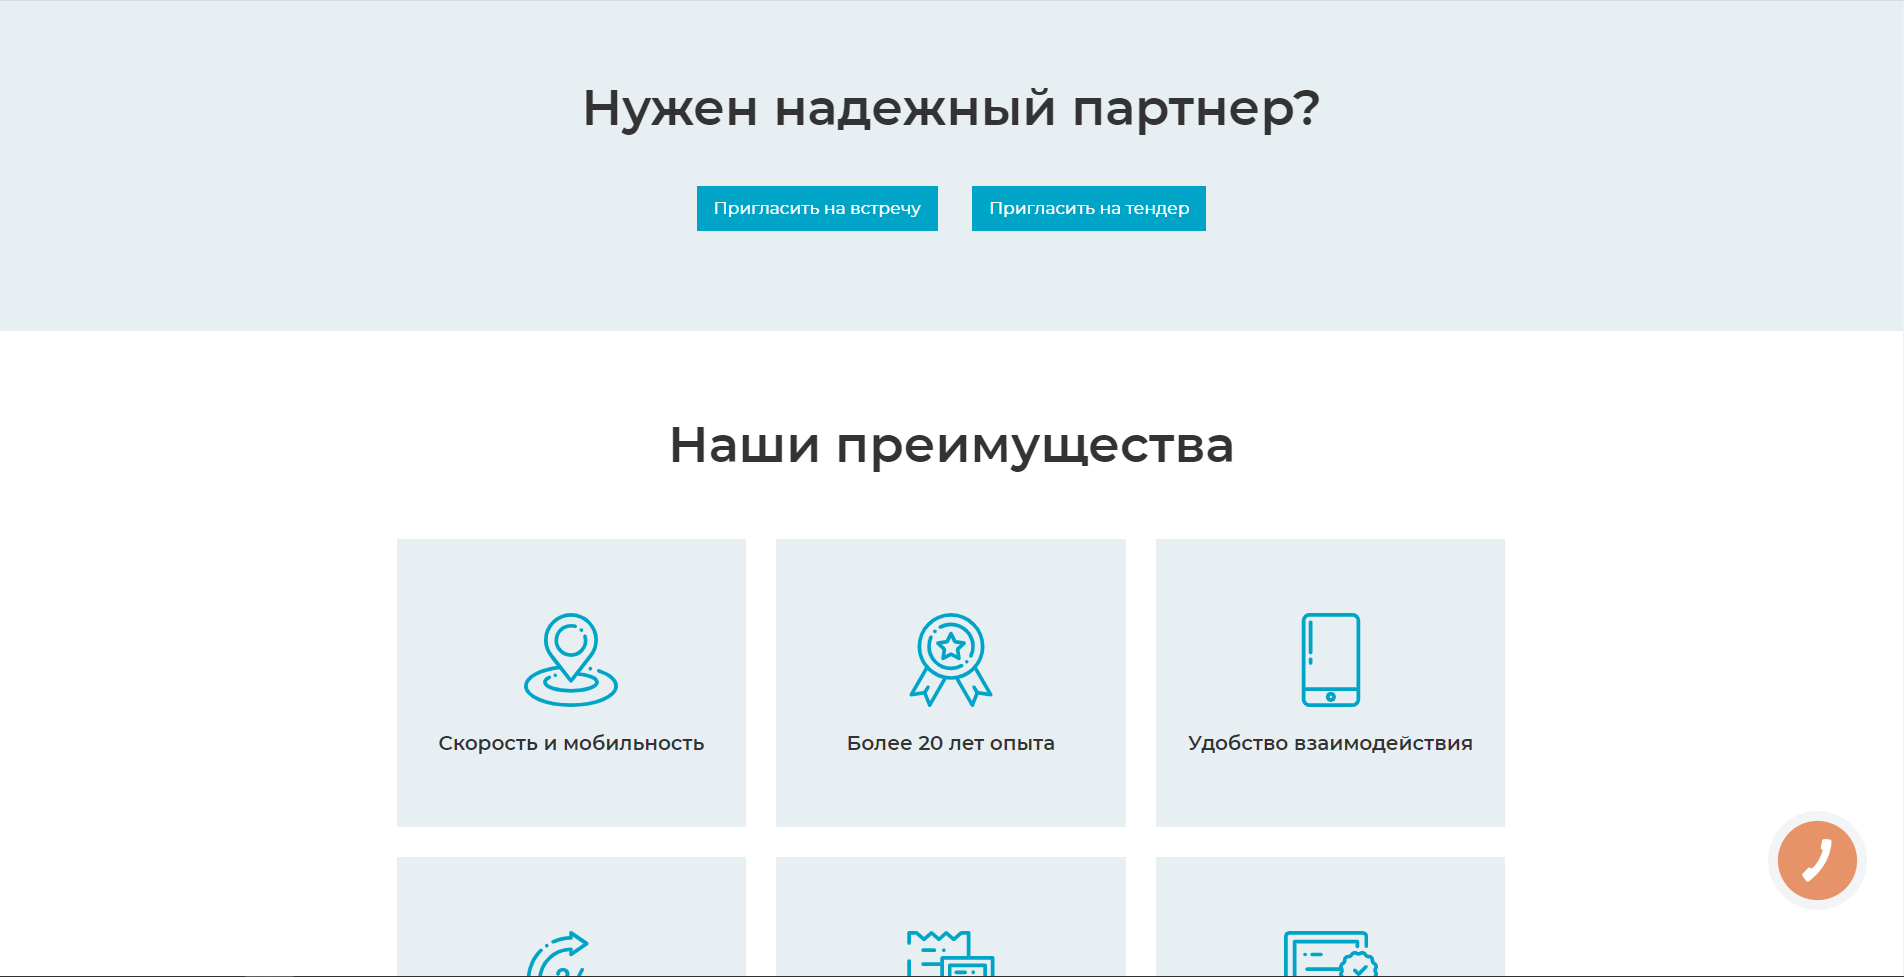 Нужен надежный партнер?
Пригласить на встречу
Пригласить на тендер
Наши преимущества
Скорость и мобильность
Более 20 лет опыта
Удобство взаимодействия